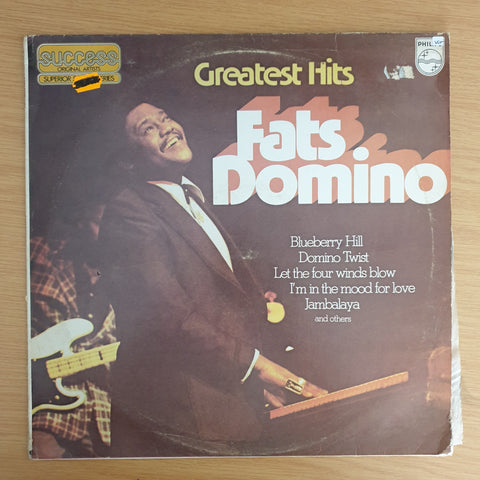 success
ORIGINAL ARTISTS
SUPERIOR
PHILIPS
Greatest Hits
Fats
Domino
Blueberry Hill
Domino Twist
Let the four winds blow
I'm in the mood for love
Jambalaya
and others